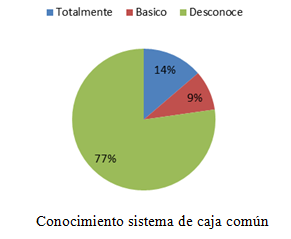 Totalmente Basico Desconoce
14%
9%
77%
Conocimiento sistema de caja común